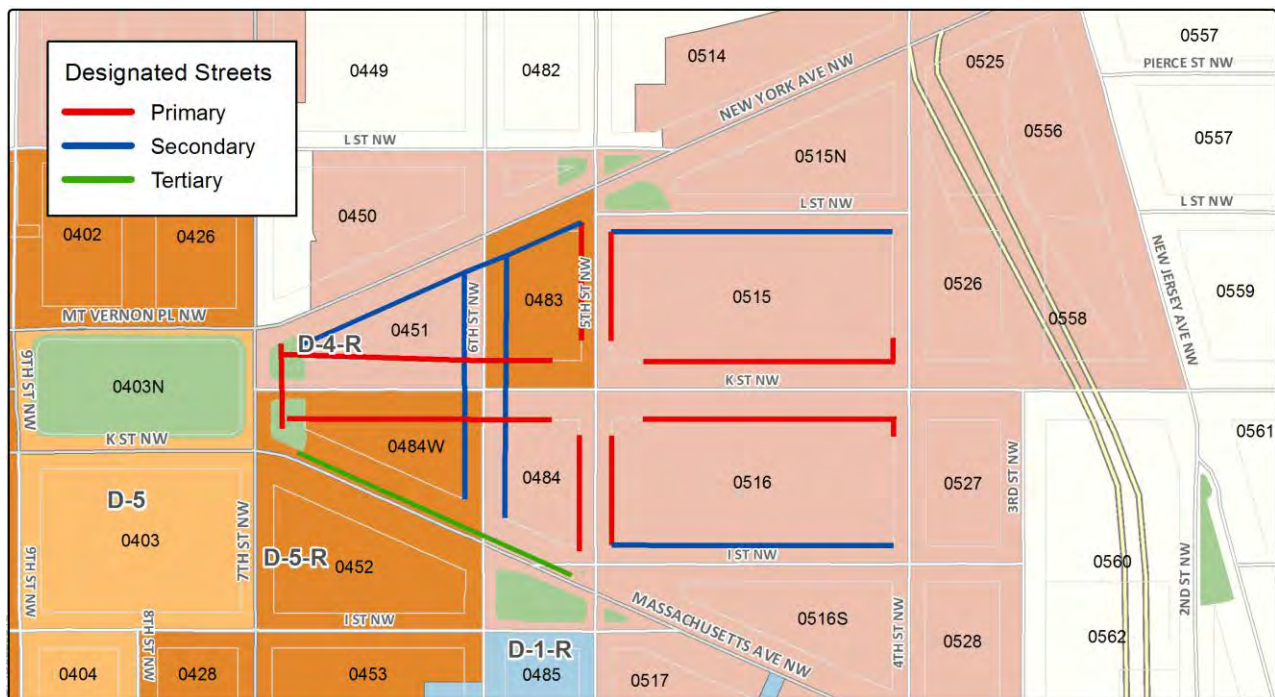 Designated Streets
Primary
Secondary
Tertiary
0449
0482
0514
NEW YORK AVE NW
0525
0557
PIERCE ST NW
L ST NW
0556
0557
0515N
0450
L ST NW
L ST NW
0402
0426
5TH ST NW
0483
0515
0526
NEW JERSEY AVE NW
0559
MT VERNON PL NW
6TH ST NW
0451
0558
D-4-R
9TH ST NW
0403N
K ST NW
K ST NW
0484W
0484
0516
0527
3RD ST NW
0561
D-5
0403
7TH ST NW
D-5-R
0452
I ST NW
0560
2ND ST NW
9TH ST NW
8TH ST NW
I ST NW
MASSACHUSETTS AVE NW
0516S
4TH ST NW
0528
0562
D-1-R
0404
0428
0453
0485
0517